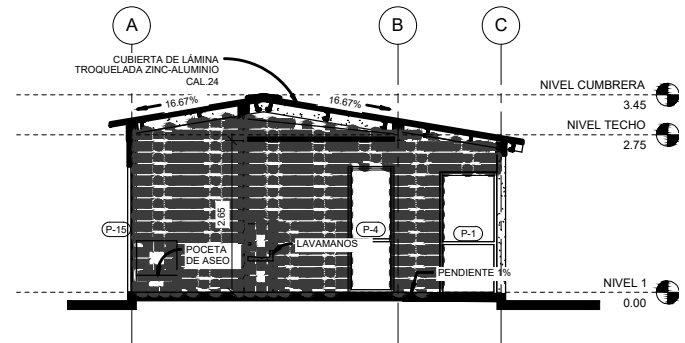 A
B
C
CUBIERTA DE LÁMINA
TROQUELADA ZINC-ALUMINIO
CAL.24
16.67%
16.67%
NIVEL CUMBRERA
3.45
NIVEL TECHO
2.75
2.65
P-15
P-4
P-1
POCETA
DE ASEO
LAVAMANOS
PENDIENTE 1%
NIVEL 1
0.00